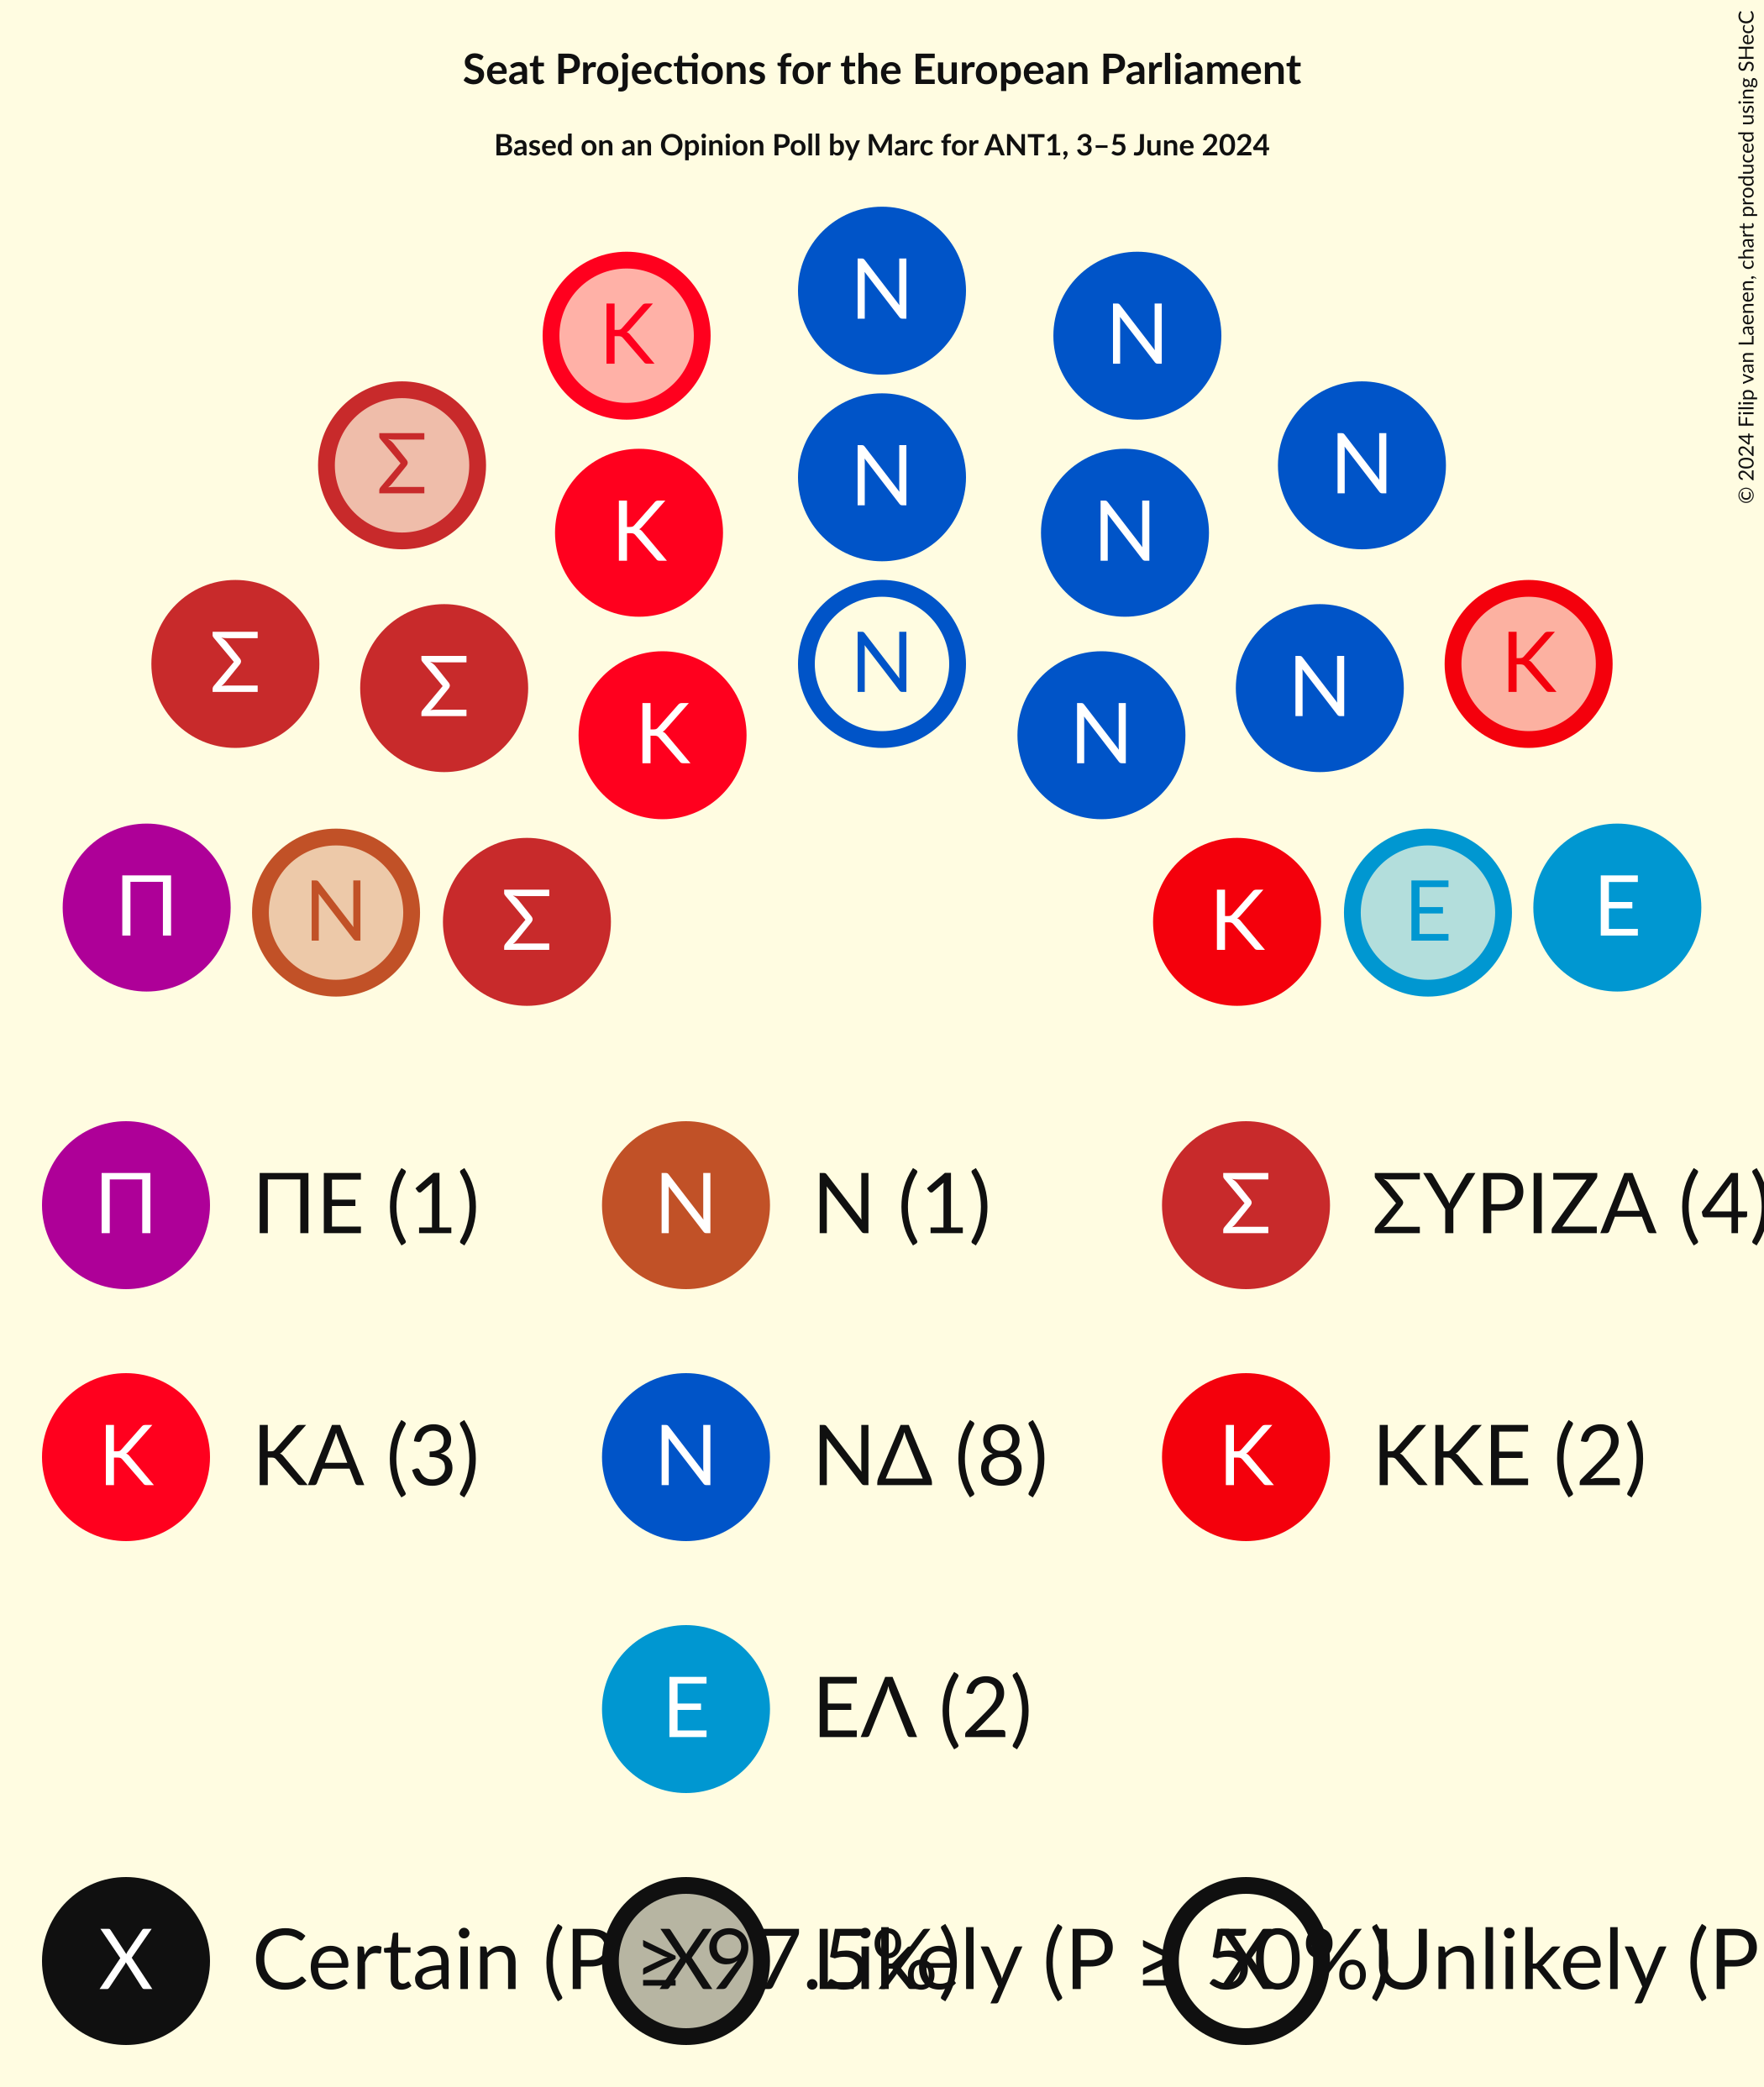 Seat Projections for the European Parliament
Based on an Opinion Poll by Marc for ANT1, 3–5 June 2024
© 2024 Filip van Laenen, chart produced using SHecC
Ν
Κ Ν Ν
Σ Ν Ν
Κ Ν
Σ Σ Ν Ν Κ
Κ Ν
Π Ν Σ Κ Ε Ε
Π ΠΕ (1) Ν Ν (1) Σ ΣΥΡΙΖΑ (4)
Κ ΚΑ (3) Ν ΝΔ (8) Κ ΚΚΕ (2)
Ε ΕΛ (2)
X Certain (P ≥ 97.5%) X Likely (P ≥ 50%) X Unlikely (P